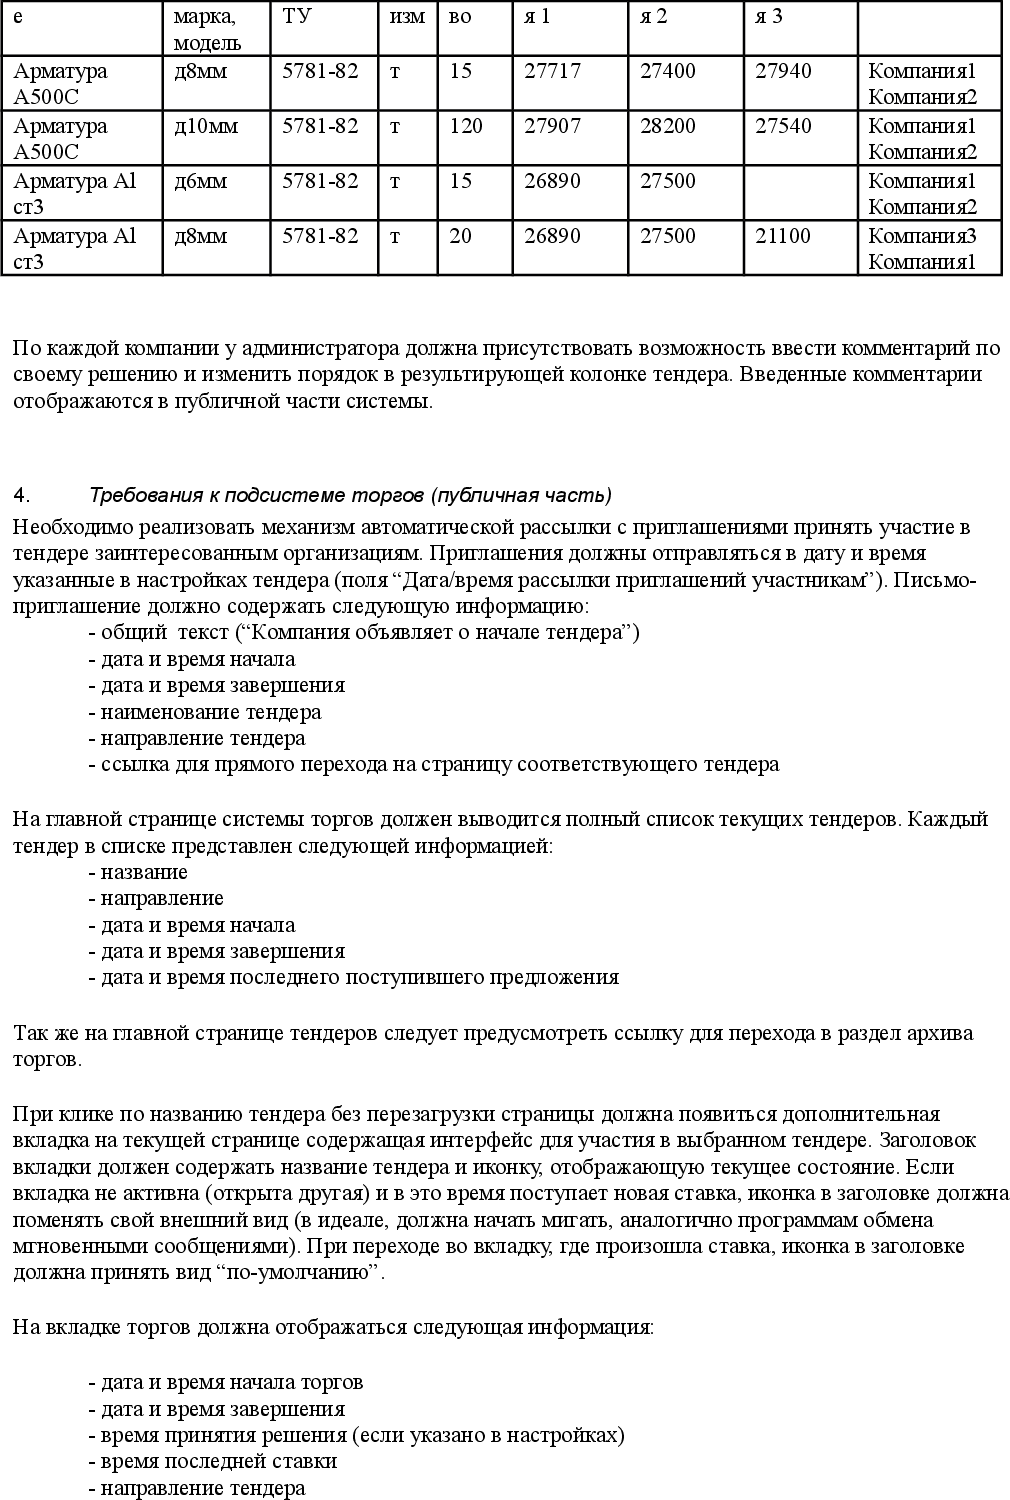 е марка, ТУ изм во я 1 я 2 я 3
модель
Арматура д8мм 5781-82 т 15 27717 27400 27940 Компания1
А500С Компания2
Арматура д10мм 5781-82 т 120 27907 28200 27540 Компания1
А500С Компания2
Арматура А1 д6мм 5781-82 т 15 26890 27500 Компания1
ст3 Компания2
Арматура А1 д8мм 5781-82 т 20 26890 27500 21100 Компания3
ст3 Компания1
По каждой компании у администратора должна присутствовать возможность ввести комментарий по
своему решению и изменить порядок в результирующей колонке тендера. Введенные комментарии
отображаются в публичной части системы.
4. Требования к подсистеме торгов (публичная часть)
Необходимо реализовать механизм автоматической рассылки с приглашениями принять участие в
тендере заинтересованным организациям. Приглашения должны отправляться в дату и время
указанные в настройках тендера (поля “Дата/время рассылки приглашений участникам”). Письмо-
приглашение должно содержать следующую информацию:
- общий  текст (“Компания объявляет о начале тендера”)
- дата и время начала
- дата и время завершения
- наименование тендера
- направление тендера
- ссылка для прямого перехода на страницу соответствующего тендера
На главной странице системы торгов должен выводится полный список текущих тендеров. Каждый
тендер в списке представлен следующей информацией:
- название
- направление
- дата и время начала
- дата и время завершения
- дата и время последнего поступившего предложения
Так же на главной странице тендеров следует предусмотреть ссылку для перехода в раздел архива
торгов.
При клике по названию тендера без перезагрузки страницы должна появиться дополнительная
вкладка на текущей странице содержащая интерфейс для участия в выбранном тендере. Заголовок
вкладки должен содержать название тендера и иконку, отображающую текущее состояние. Если
вкладка не активна (открыта другая) и в это время поступает новая ставка, иконка в заголовке должна
поменять свой внешний вид (в идеале, должна начать мигать, аналогично программам обмена
мгновенными сообщениями). При переходе во вкладку, где произошла ставка, иконка в заголовке
должна принять вид “по-умолчанию”.
На вкладке торгов должна отображаться следующая информация:
- дата и время начала торгов
- дата и время завершения
- время принятия решения (если указано в настройках)
- время последней ставки
- направление тендера